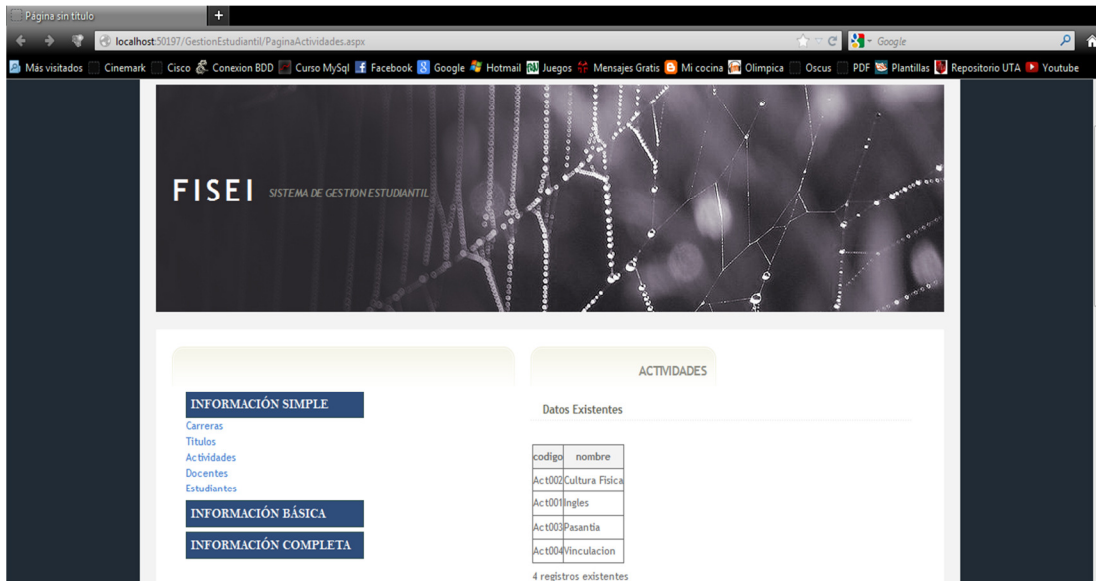 Página sin título
+
localhost:50197/GestionEstudiantil/PaginaActividades.aspx
Google
Más visitados Cinemark Cisco Conexion BDD Curso MySql Facebook Google Hotmail Juegos Mensajes Gratis Mi cocina Olimpica Oscus PDF Plantillas Repositorio UTA Youtube
FISEI SISTEMA DE GESTION ESTUDIANTIL
ACTIVIDADES
INFORMACIÓN SIMPLE
Carreras
Titulos
Actividades
Docentes
Estudiantes
INFORMACIÓN BÁSICA
INFORMACIÓN COMPLETA
Datos Existentes
codigo nombre
Act002 Cultura Fisica
Act001 Ingles
Act003 Pasantia
Act004 Vinculacion
4 registros existentes